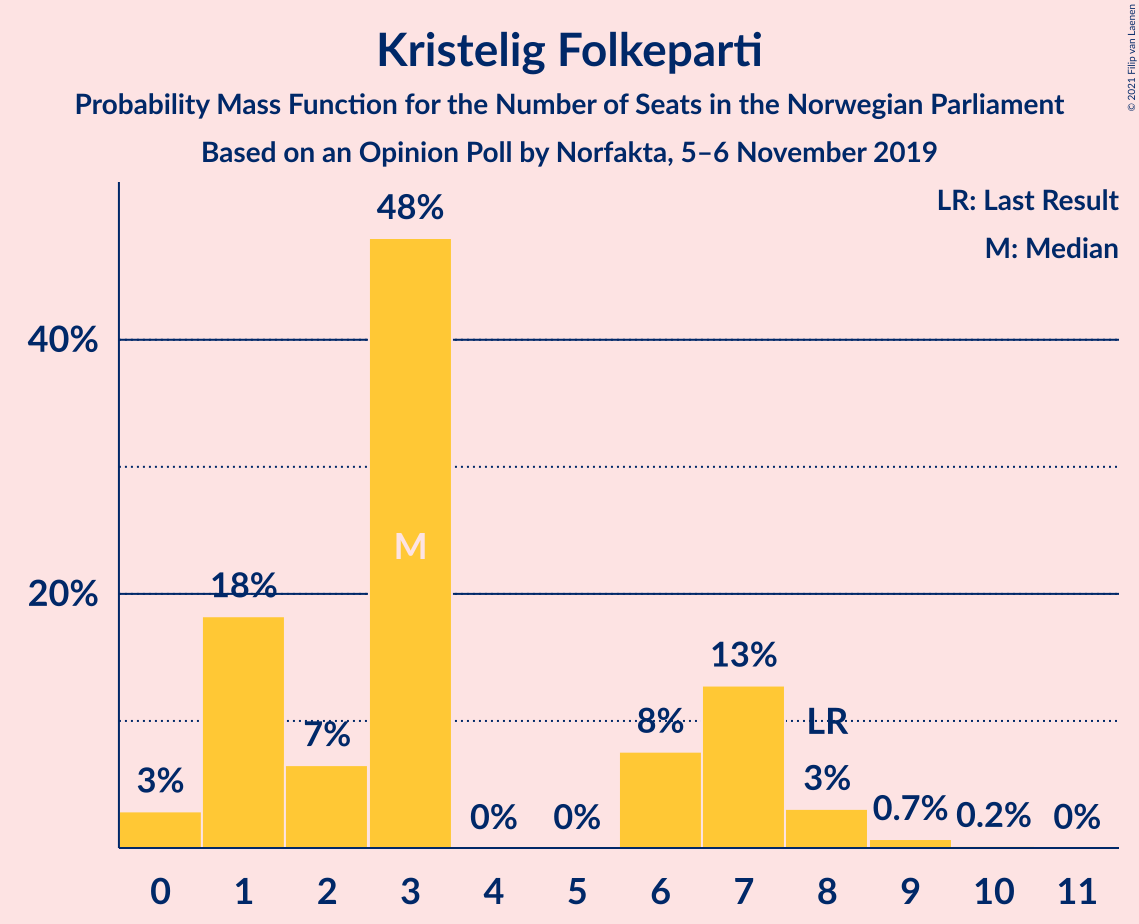 Kristelig Folkeparti
Probability Mass Function for the Number of Seats in the Norwegian Parliament
Based on an Opinion Poll by Norfakta, 5–6 November 2019
© 2021 Filip van Laenen
LR: Last Result
M: Median
48%
40%
M
20%
18%
13%
8%
LR
7%
3%
3%
0.7%
0.2%
0%
0%
0%
0 1 2 3 4 5 6 7 8 9 10 11